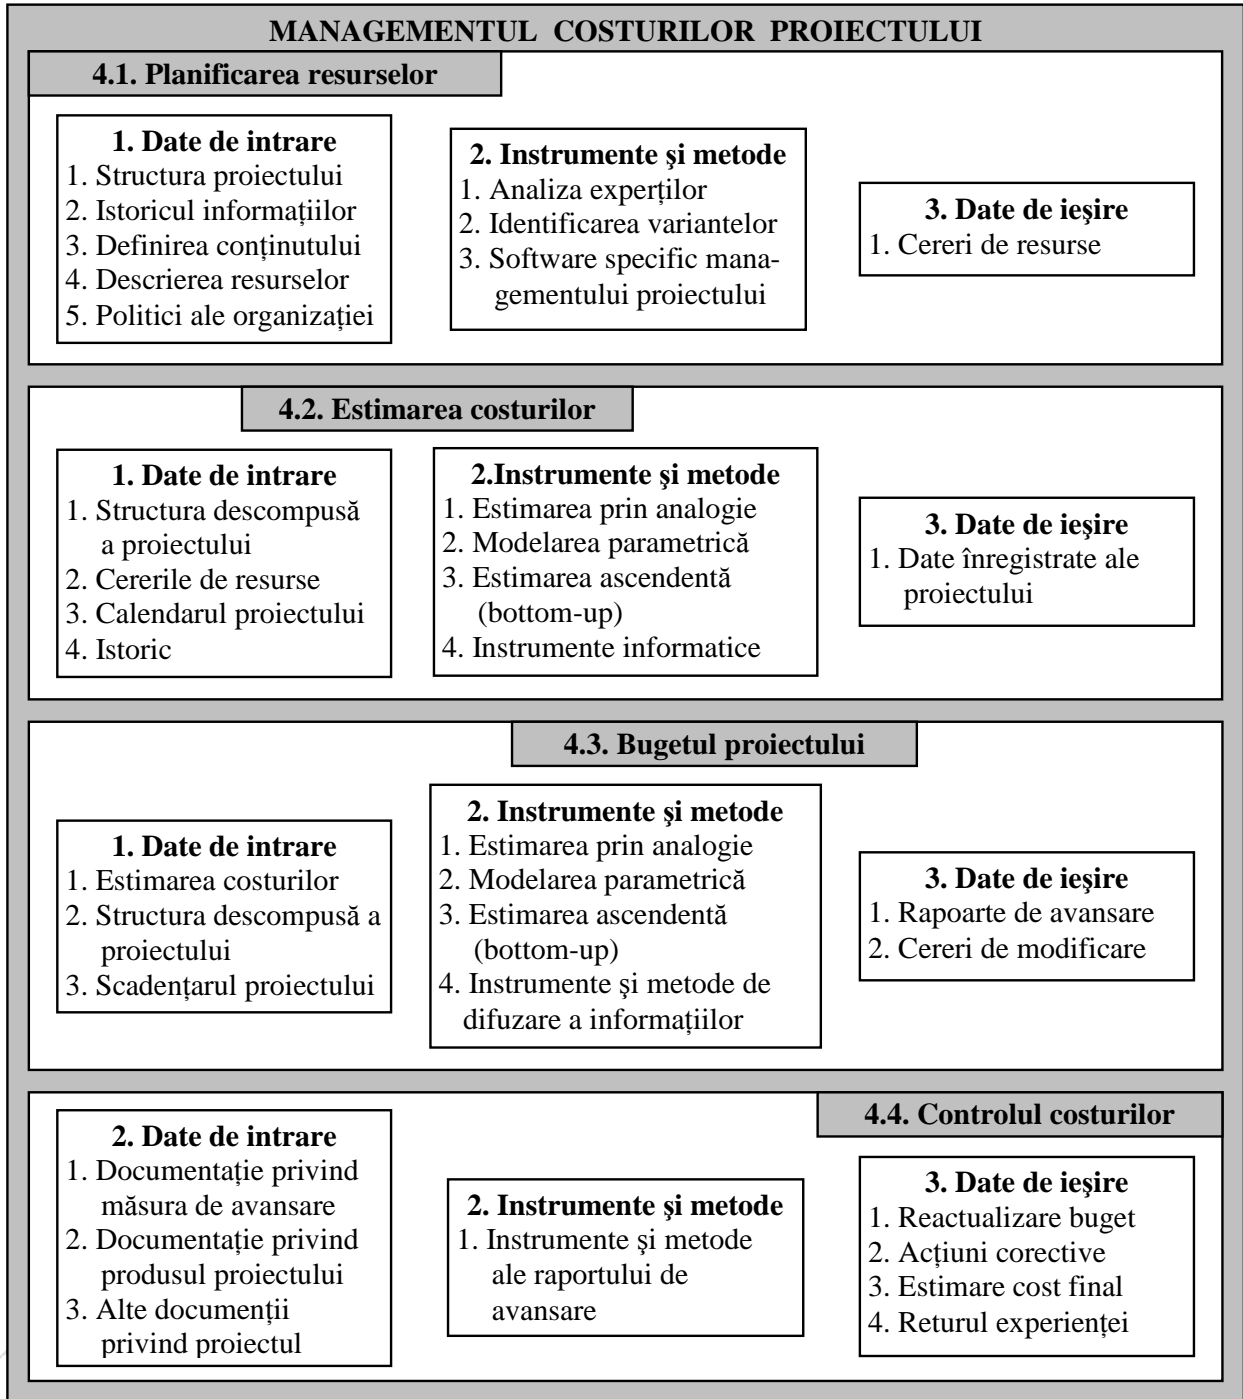 MANAGEMENTUL COSTURILOR PROIECTULUI
4.1. Planificarea resurselor
1. Date de intrare
1. Structura proiectului
2. Istoricul informaţiilor
3. Definirea conţinutului
4. Descrierea resurselor
5. Politici ale organizaţiei
2. Instrumente şi metode
1. Analiza experţilor
2. Identificarea variantelor
3. Software specific mana-
gementului proiectului
3. Date de ieşire
1. Cereri de resurse
4.2. Estimarea costurilor
1. Date de intrare
1. Structura descompusă
a proiectului
2. Cererile de resurse
3. Calendarul proiectului
4. Istoric
2.Instrumente şi metode
1. Estimarea prin analogie
2. Modelarea parametrică
3. Estimarea ascendentă
(bottom-up)
4. Instrumente informatice
3. Date de ieşire
1. Date înregistrate ale
proiectului
4.3. Bugetul proiectului
1. Date de intrare
1. Estimarea costurilor
2. Structura descompusă a
proiectului
3. Scadenţarul proiectului
2. Instrumente şi metode
1. Estimarea prin analogie
2. Modelarea parametrică
3. Estimarea ascendentă
(bottom-up)
4. Instrumente şi metode de
difuzare a informaţiilor
3. Date de ieşire
1. Rapoarte de avansare
2. Cereri de modificare
4.4. Controlul costurilor
2. Date de intrare
1. Documentaţie privind
măsura de avansare
2. Documentaţie privind
produsul proiectului
3. Alte documenţii
privind proiectul
2. Instrumente şi metode
1. Instrumente şi metode
ale raportului de
avansare
3. Date de ieşire
1. Reactualizare buget
2. Acţiuni corective
3. Estimare cost final
4. Returul experienţei